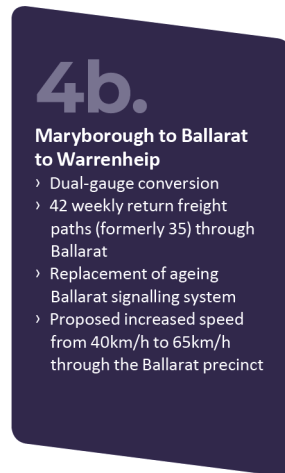 4b.
Maryborough to Ballarat
to Warrenheip
› Dual-gauge conversion
› 42 weekly return freight
paths (formerly 35) through
Ballarat
› Replacement of ageing
Ballarat signalling system
› Proposed increased speed
from 40km/h to 65km/h
through the Ballarat precinct